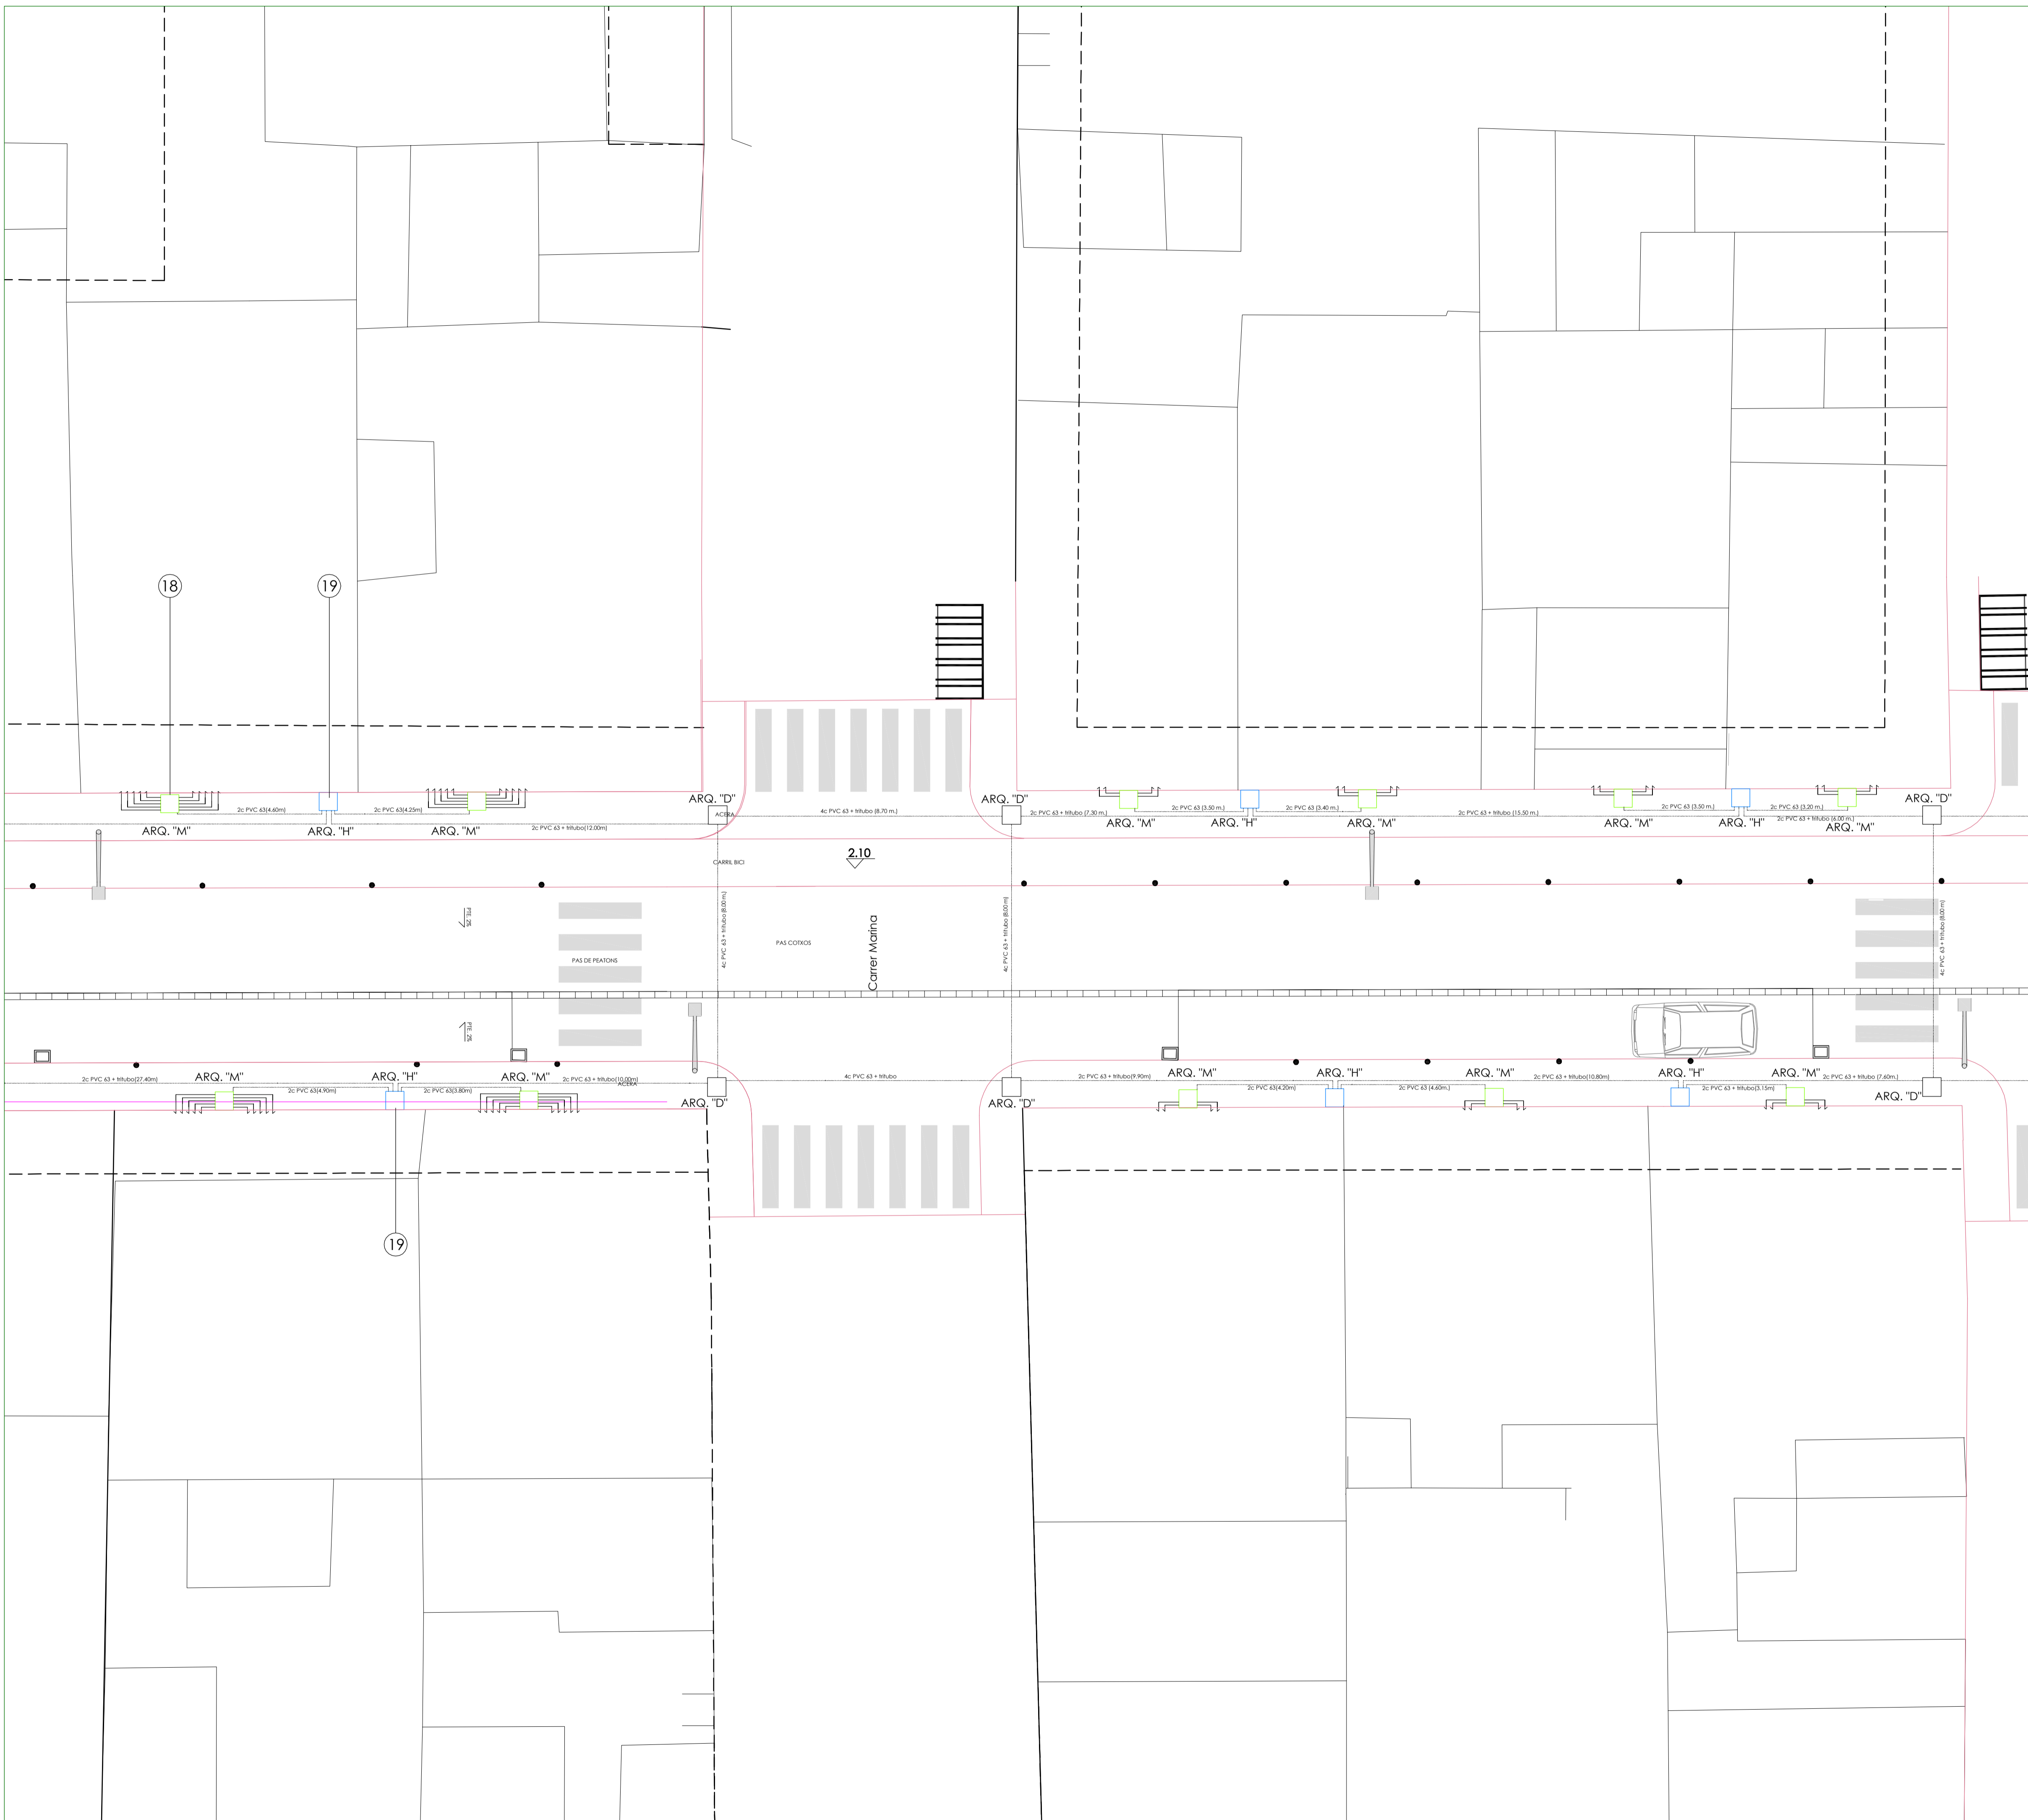 18
19
2c PVC 63(4.60m)
2c PVC 63(4.25m)
ARQ. "M"
ARQ. "H"
ARQ. "M"
2c PVC 63 + tritubo(12.00m)
ARQ. "D"
ACERA
4c PVC 63 + tritubo (8.70 m.)
ARQ. "D"
2c PVC 63 + tritubo (7.30 m.)
2c PVC 63 (3.50 m.)
2c PVC 63 (3.40 m.)
ARQ. "M"
ARQ. "H"
ARQ. "M"
2c PVC 63 + tritubo (15.50 m.)
2c PVC 63 (3.50 m.)
2c PVC 63 (3.20 m.)
ARQ. "M"
ARQ. "H"
2c PVC 63 + tritubo (6.00 m.)
ARQ. "M"
ARQ. "D"
CARRIL BICI
2.10
PTE. 2%
4c PVC 63 + tritubo (8.00 m.)
PAS COTXOS
Carrer Marina
4c PVC 63 + tritubo (8.00 m)
4c PVC 63 + tritubo (8.00 m)
PAS DE PEATONS
PTE. 2%
2c PVC 63 + tritubo(27.40m)
ARQ. "M"
2c PVC 63(4.90m)
ARQ. "H"
2c PVC 63(3.80m)
ARQ. "M"
2c PVC 63 + tritubo(10.00m)
ACERA
ARQ. "D"
4c PVC 63 + tritubo
ARQ. "D"
2c PVC 63 + tritubo(9.90m)
ARQ. "M"
2c PVC 63(4.20m)
ARQ. "H"
2c PVC 63 (4.60m.)
ARQ. "M"
2c PVC 63 + tritubo(10.80m)
ARQ. "H"
2c PVC 63 + tritubo(3.15m)
ARQ. "M"
2c PVC 63 + tritubo (7.60m.)
ARQ. "D"
19